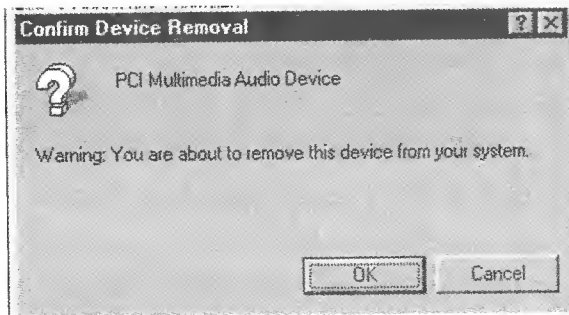 Confirm Device Removal
PCI Multimedia Audio Device
Warning: You are about to remove this device from your system.
OK
Cancel